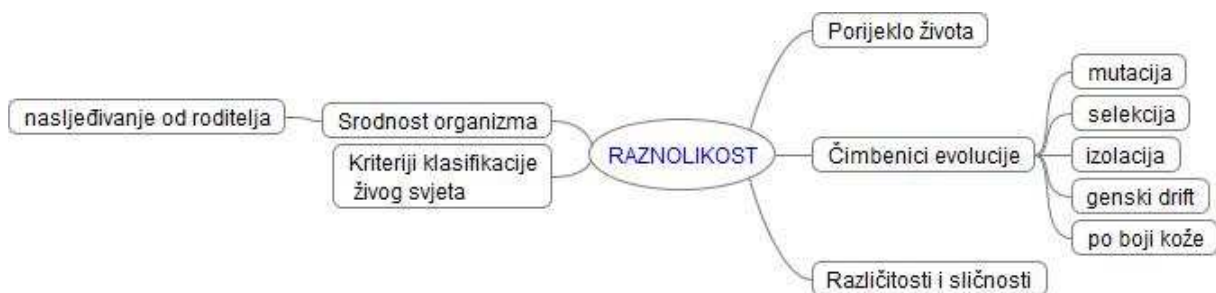 Porijeklo života
mutacija
nasljeđivanje od roditelja
Srodnost organizma
selekcija
Kriteriji klasifikacije
živog svjeta
RAZNOLIKOST
Čimbenici evolucije
izolacija
genski drift
po boji kože
Različitosti i sličnosti